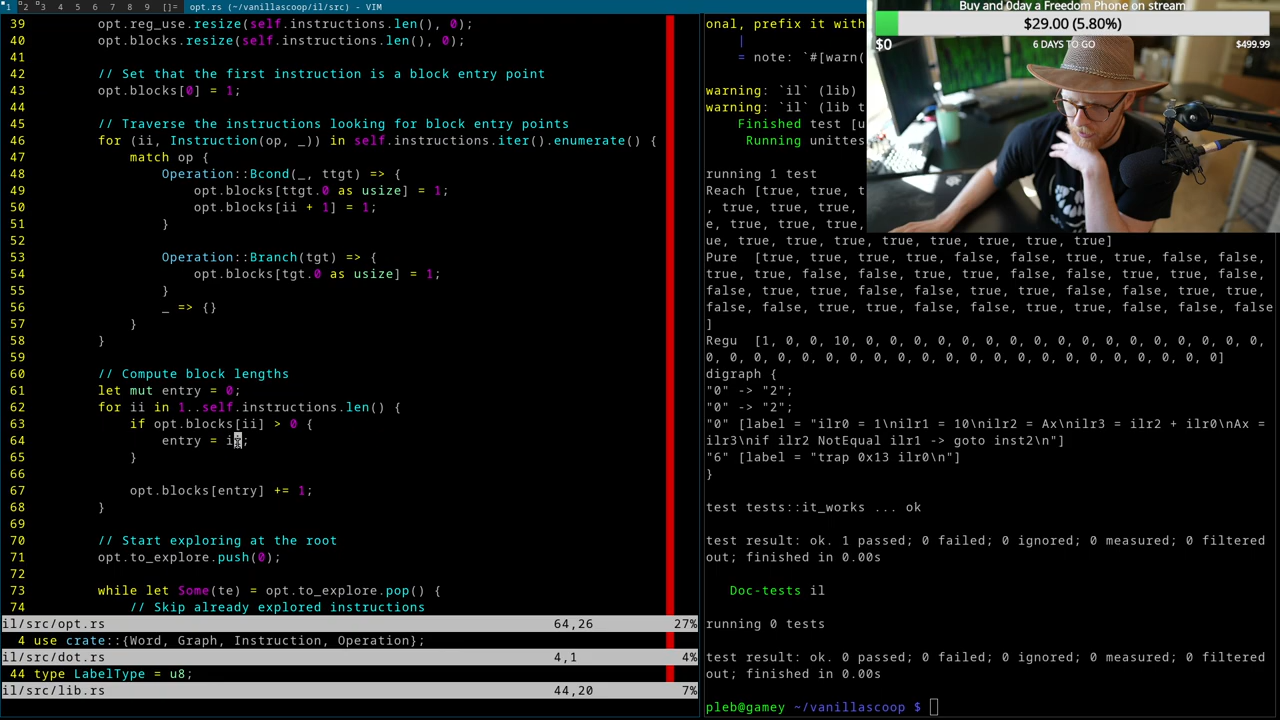 1 2 3 4 5 6 7 8 9 []= opt.rs (~/vanillascoop/il/src) - VIM
39         opt.reg_use.resize(self.instructions.len(), 0);
40         opt.blocks.resize(self.instructions.len(), 0);
41
42         // Set that the first instruction is a block entry point
43         opt.blocks[0] = 1;
44
45         // Traverse the instructions looking for block entry points
46         for (ii, Instruction(op, _)) in self.instructions.iter().enumerate() {
47             match op {
48                 Operation::Bcond(_, ttgt) => {
49                     opt.blocks[ttgt.0 as usize] = 1;
50                     opt.blocks[ii + 1] = 1;
51                 }
52
53                 Operation::Branch(tgt) => {
54                     opt.blocks[tgt.0 as usize] = 1;
55                 }
56                 _ => {}
57             }
58         }
59
60         // Compute block lengths
61         let mut entry = 0;
62         for ii in 1..self.instructions.len() {
63             if opt.blocks[ii] > 0 {
64                 entry = ii;
65             }
66
67             opt.blocks[entry] += 1;
68         }
69
70         // Start exploring at the root
71         opt.to_explore.push(0);
72
73         while let Some(te) = opt.to_explore.pop() {
74             // Skip already explored instructions
il/src/opt.rs 64,26 27%
4 use crate::{Word, Graph, Instruction, Operation};
il/src/dot.rs 4,1 4%
44 type LabelType = u8;
il/src/lib.rs 44,20 7%
onal, prefix it with
|
= note: `#[warn(
warning: `il` (lib)
warning: `il` (lib t
Finished test [u
Running unittes
running 1 test
Reach [true, true, t
, true, true, true,
e, true, true, true,
ue, true, true, true, true, true, true, true]
Pure  [true, true, true, true, false, false, true, true, false, false,
true, true, false, false, true, true, false, false, true, true, false,
false, true, true, false, false, true, true, false, false, true, true,
false, false, true, true, false, false, true, true, false, false, false
]
Regu  [1, 0, 0, 10, 0, 0, 0, 0, 0, 0, 0, 0, 0, 0, 0, 0, 0, 0, 0, 0, 0,
0, 0, 0, 0, 0, 0, 0, 0, 0, 0, 0, 0, 0, 0, 0, 0, 0, 0]
digraph {
"0" -> "2";
"0" -> "2";
"0" [label = "ilr0 = 1\nilr1 = 10\nilr2 = Ax\nilr3 = ilr2 + ilr0\nAx =
ilr3\nif ilr2 NotEqual ilr1 -> goto inst2\n"]
"6" [label = "trap 0x13 ilr0\n"]
}
test tests::it_works ... ok
test result: ok. 1 passed; 0 failed; 0 ignored; 0 measured; 0 filtered
out; finished in 0.00s
Doc-tests il
running 0 tests
test result: ok. 0 passed; 0 failed; 0 ignored; 0 measured; 0 filtered
out; finished in 0.00s
pleb@gamey ~/vanillascoop $
Buy and 0day a Freedom Phone on stream
$29.00 (5.80%)
$0 6 DAYS TO GO $499.99